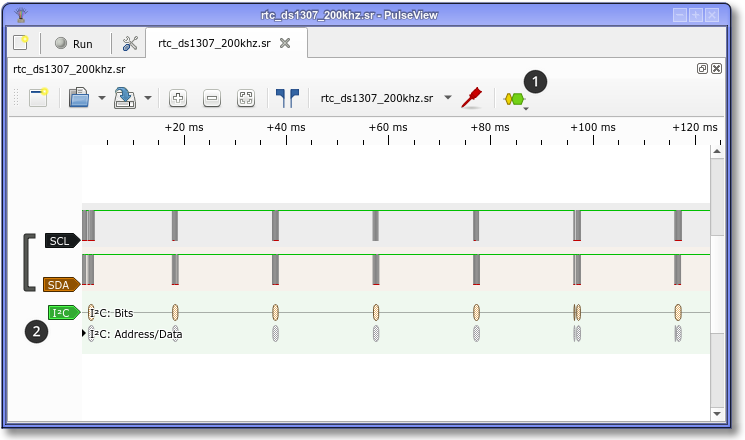 rtc_ds1307_200khz.sr - PulseView
Run
rtc_ds1307_200khz.sr
rtc_ds1307_200khz.sr
rtc_ds1307_200khz.sr
1
+20 ms +40 ms +60 ms +80 ms +100 ms +120 ms
SCL
SDA
I²C
I²C: Bits
2
I²C: Address/Data